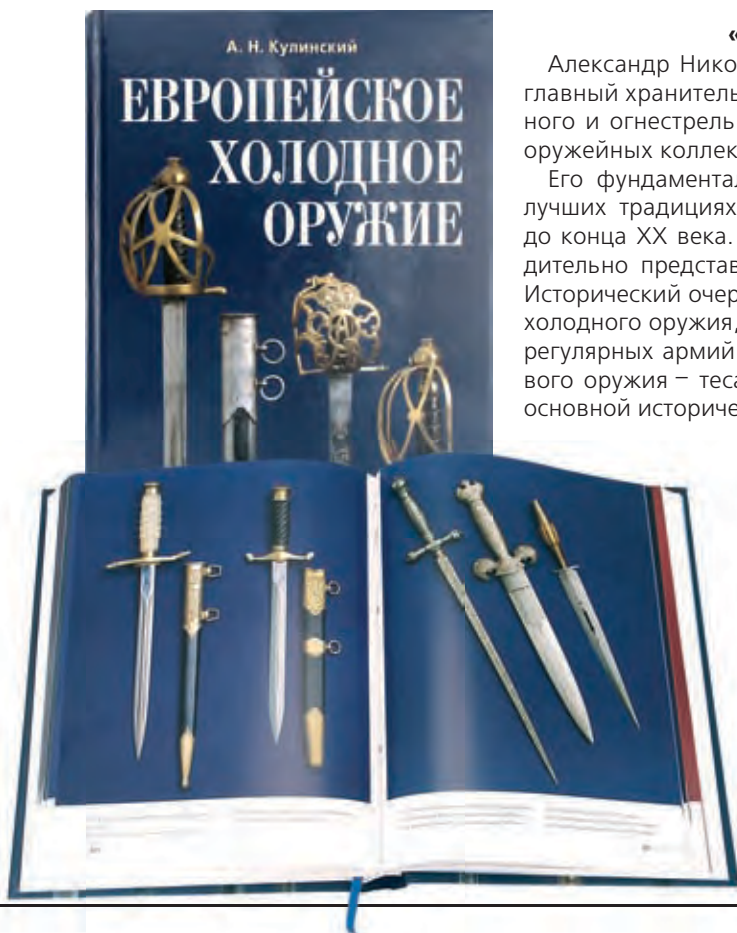 А. Н. Кулинский
ЕВРОПЕЙСКОЕ
ХОЛОДНОЕ
ОРУЖИЕ
«
Александр Нико
главный хранитель
ного и огнестрель
оружейных коллек
Его фундаментал
лучших традициях
до конца XX века.
дительно представ
Исторический очер
холодного оружия,
регулярных армий
вого оружия – теса
основной историче